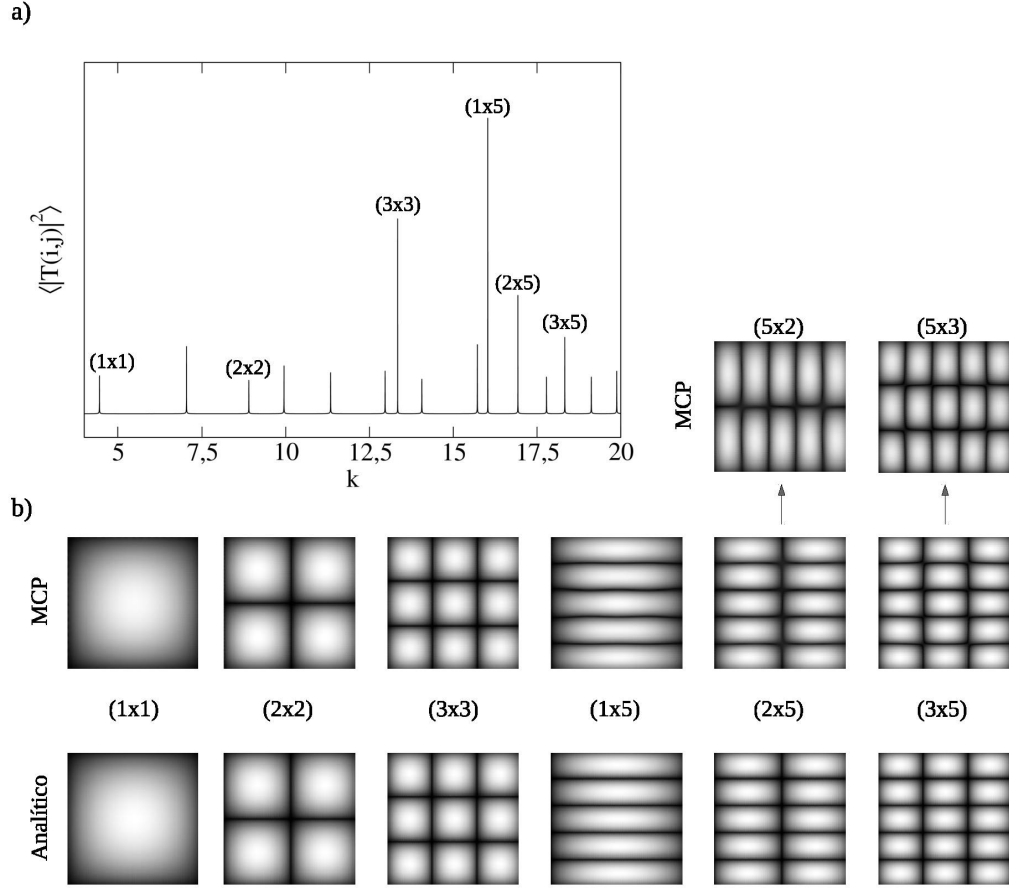 a)
(1x5)
(3x3)
(2x5)
(3x5)
(1x1)
(2x2)
⟨|T(i,j)|²⟩
5 7,5 10 12,5 15 17,5 20
k
(5x2) (5x3)
MCP
b)
MCP
(1x1) (2x2) (3x3) (1x5) (2x5) (3x5)
Analítico